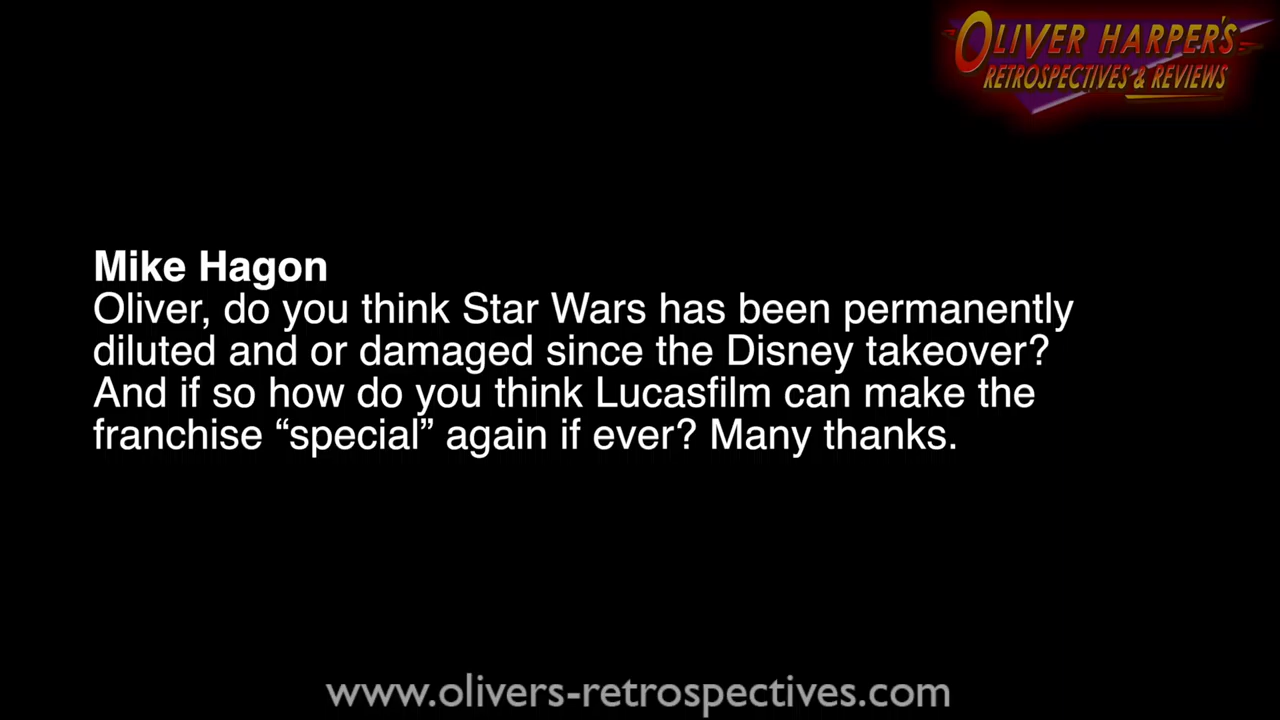 OLIVER HARPER'S
RETROSPECTIVES & REVIEWS
Mike Hagon
Oliver, do you think Star Wars has been permanently
diluted and or damaged since the Disney takeover?
And if so how do you think Lucasfilm can make the
franchise “special” again if ever? Many thanks.
www.olivers-retrospectives.com